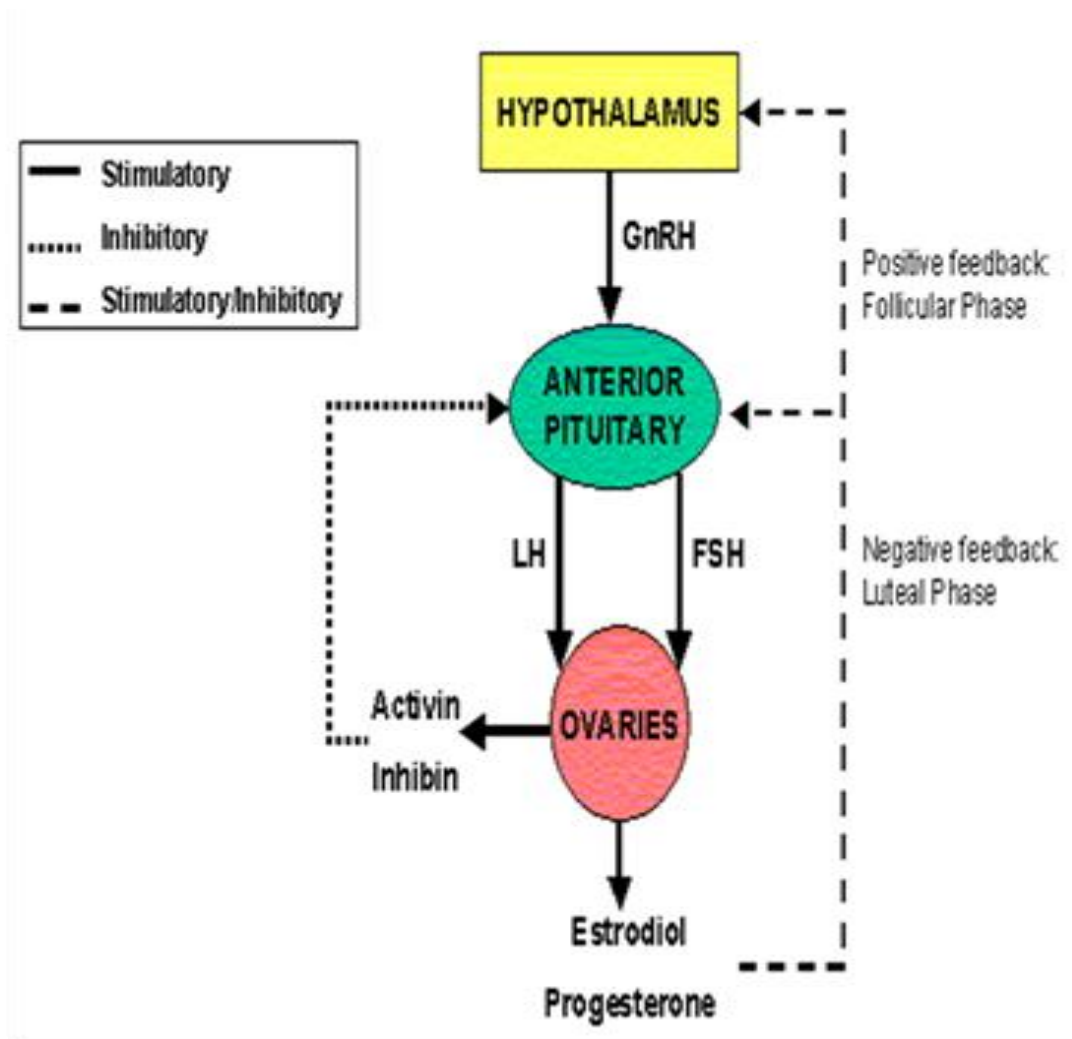 HYPOTHALAMUS
Stimulatory
Inhibitory
Stimulatory/Inhibitory
GnRH
Positive feedback:
Follicular Phase
ANTERIOR
PITUITARY
LH
FSH
Negative feedback:
Luteal Phase
Activin
Inhibin
OVARIES
Estrodiol
Progesterone